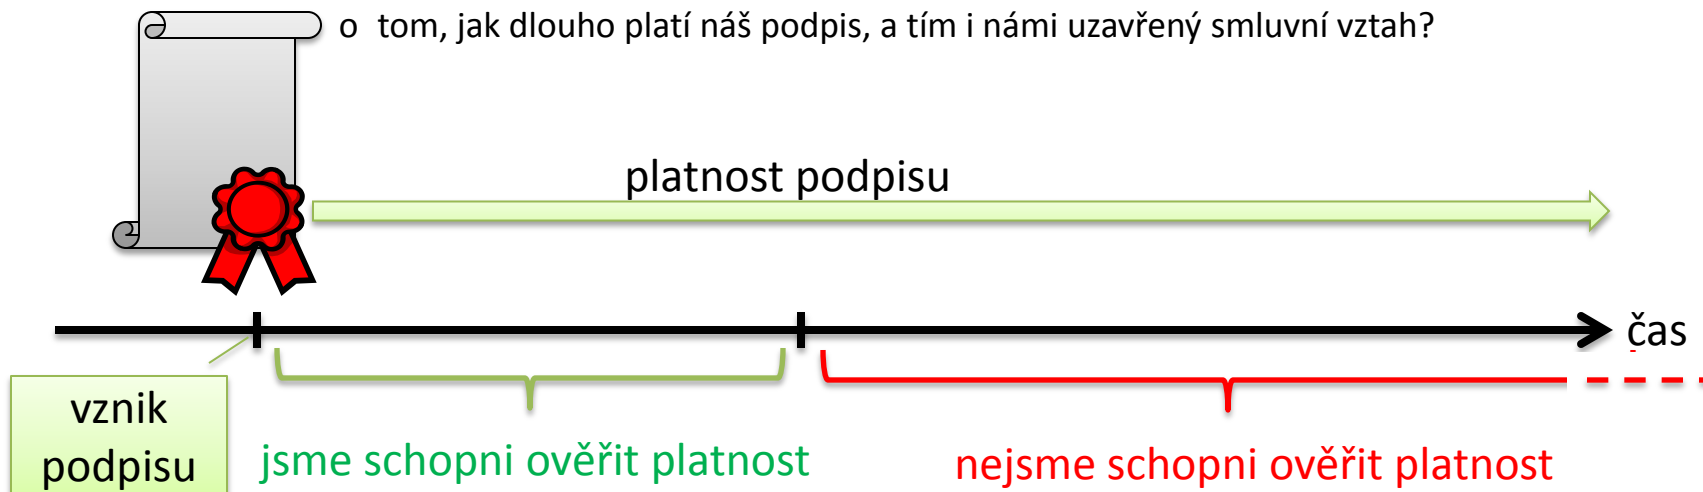 o tom, jak dlouho platí náš podpis, a tím i námi uzavřený smluvní vztah?
platnost podpisu
čas
vznik
podpisu
jsme schopni ověřit platnost
nejsme schopni ověřit platnost